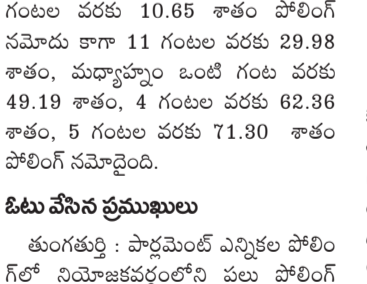 గంటల వరకు 10.65 శాతం పోలింగ్
నమోదు కాగా 11 గంటల వరకు 29.98
శాతం, మధ్యాహ్నం ఒంటి గంట వరకు
49.19 శాతం, 4 గంటల వరకు 62.36
శాతం, 5 గంటల వరకు 71.30 శాతం
పోలింగ్ నమోదైంది.
ఓటు వేసిన ప్రముఖులు
తుంగతుర్తి : పార్లమెంట్ ఎన్నికల పోలిం
గ్‌లో నియోజకవర్గంలోని పలు పోలింగ్